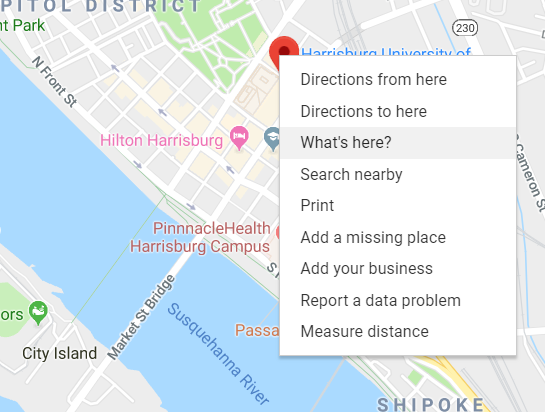 PITOL DISTRICT
nt Park
230
N Front St
Harrisburg University of
Directions from here
Directions to here
Hilton Harrisburg
What's here?
Search nearby
Print
PinnnacleHealth
Harrisburg Campus
Add a missing place
Add your business
Report a data problem
Measure distance
S Cameron St
Market St Bridge
Susquehanna River
Passa
ors
City Island
SHIPOKE